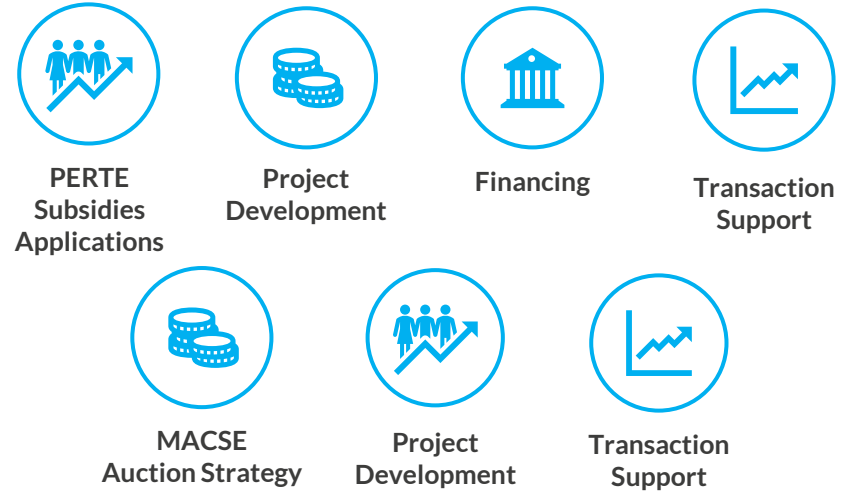 PERTE
Subsidies
Applications
Project
Development
Financing
Transaction
Support
MACSE
Auction Strategy
Project
Development
Transaction
Support